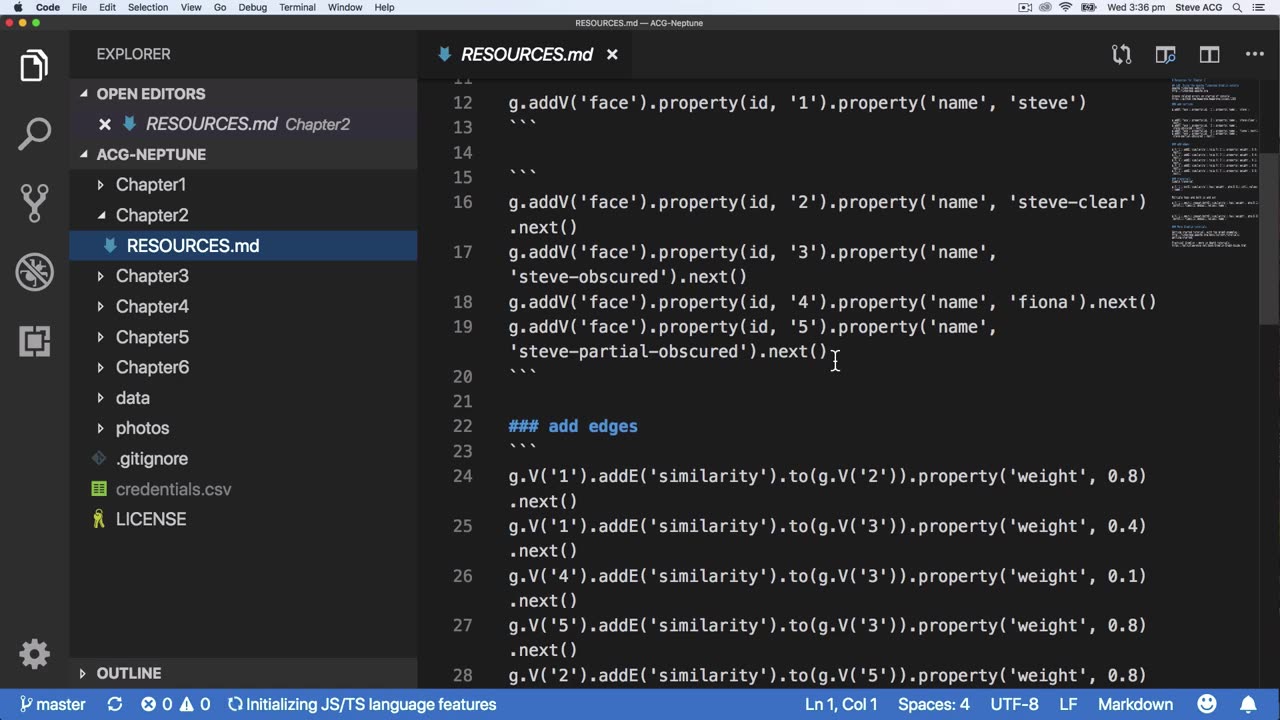 Code File Edit Selection View Go Debug Terminal Window Help Wed 3:36 pm Steve ACG
RESOURCES.md — ACG-Neptune
EXPLORER
OPEN EDITORS
RESOURCES.md Chapter2
ACG-NEPTUNE
Chapter1
Chapter2
RESOURCES.md
Chapter3
Chapter4
Chapter5
Chapter6
data
photos
.gitignore
credentials.csv
LICENSE
OUTLINE
RESOURCES.md
11
12 g.addV('face').property(id, '1').property('name', 'steve')
13 ```
14
15 ```
16 g.addV('face').property(id, '2').property('name', 'steve-clear')
.next()
17 g.addV('face').property(id, '3').property('name',
'steve-obscured').next()
18 g.addV('face').property(id, '4').property('name', 'fiona').next()
19 g.addV('face').property(id, '5').property('name',
'steve-partial-obscured').next()
20 ```
21
22 ### add edges
23 ```
24 g.V('1').addE('similarity').to(g.V('2')).property('weight', 0.8)
.next()
25 g.V('1').addE('similarity').to(g.V('3')).property('weight', 0.4)
.next()
26 g.V('4').addE('similarity').to(g.V('3')).property('weight', 0.1)
.next()
27 g.V('5').addE('similarity').to(g.V('3')).property('weight', 0.8)
.next()
28 g.V('2').addE('similarity').to(g.V('5')).property('weight', 0.8)
master 0 0 Initializing JS/TS language features Ln 1, Col 1 Spaces: 4 UTF-8 LF Markdown